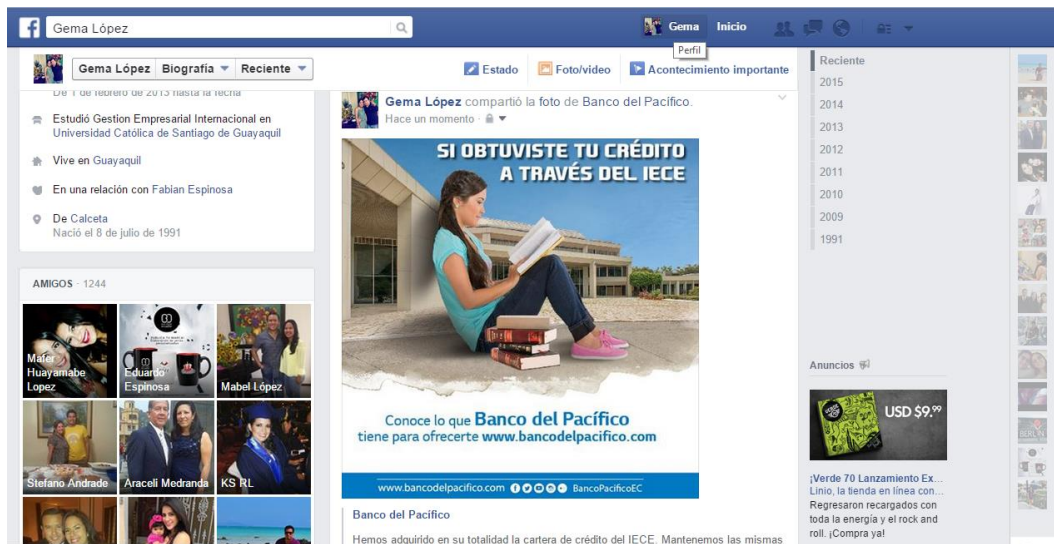 Gema López
Gema Inicio
Perfil
Gema López Biografía Reciente
Estado Foto/video Acontecimiento importante
De 1 de febrero de 2013 hasta la fecha
Estudió Gestion Empresarial Internacional en
Universidad Católica de Santiago de Guayaquil
Vive en Guayaquil
En una relación con Fabian Espinosa
De Calceta
Nació el 8 de julio de 1991
AMIGOS · 1244
Mafer
Huayamabe
Lopez
Eduardo
Espinosa
Mabel López
Stefano Andrade
Araceli Medranda
KS RL
Gema López compartió la foto de Banco del Pacífico.
Hace un momento ·
SI OBTUVISTE TU CRÉDITO
A TRAVÉS DEL IECE
Conoce lo que Banco del Pacífico
tiene para ofrecerte www.bancodelpacifico.com
www.bancodelpacifico.com BancoPacificoEC
Banco del Pacífico
Hemos adquirido en su totalidad la cartera de crédito del IECE. Mantenemos las mismas
Reciente
2015
2014
2013
2012
2011
2010
2009
1991
Anuncios
USD $9.99
¡Verde 70 Lanzamiento Ex...
Linio, la tienda en línea con...
Regresaron recargados con
toda la energía y el rock and
roll. ¡Compra ya!
BERLIN